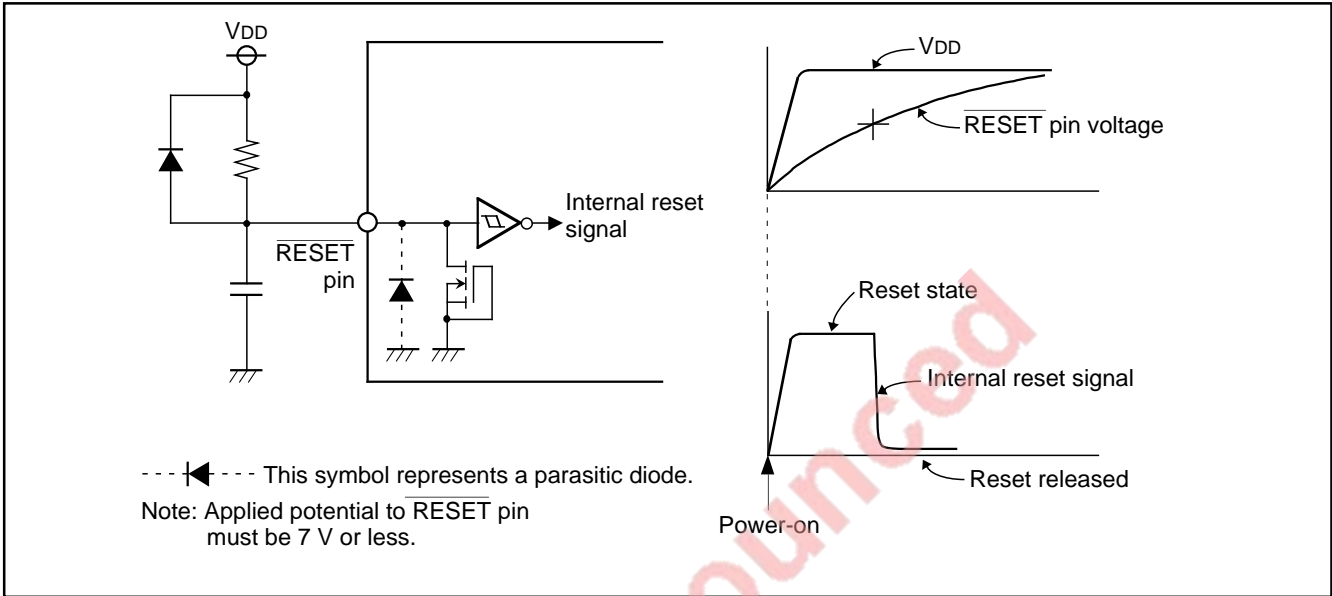 VDD
RESET
pin
Internal reset
signal
This symbol represents a parasitic diode.
Note: Applied potential to RESET pin
must be 7 V or less.
VDD
RESET pin voltage
Reset state
Internal reset signal
Reset released
Power-on